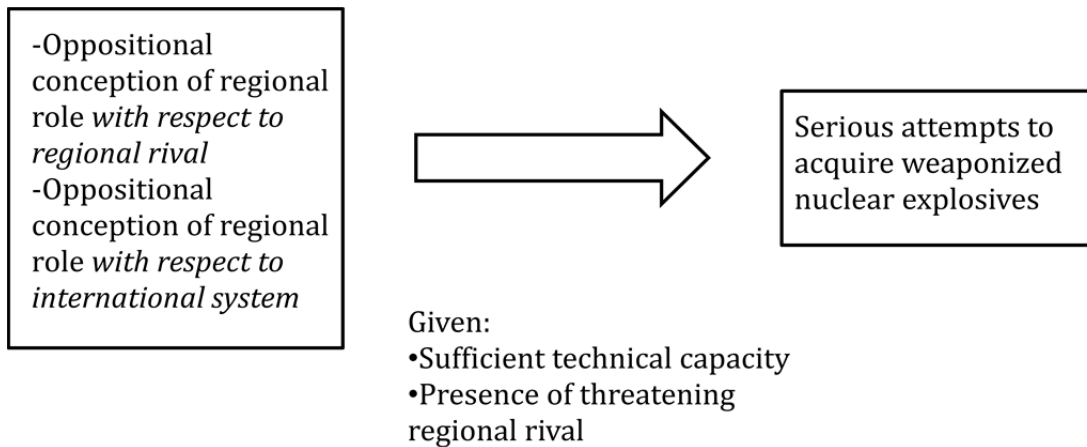 -Oppositional
conception of regional
role with respect to
regional rival
-Oppositional
conception of regional
role with respect to
international system
Serious attempts to
acquire weaponized
nuclear explosives
Given:
•Sufficient technical capacity
•Presence of threatening
regional rival